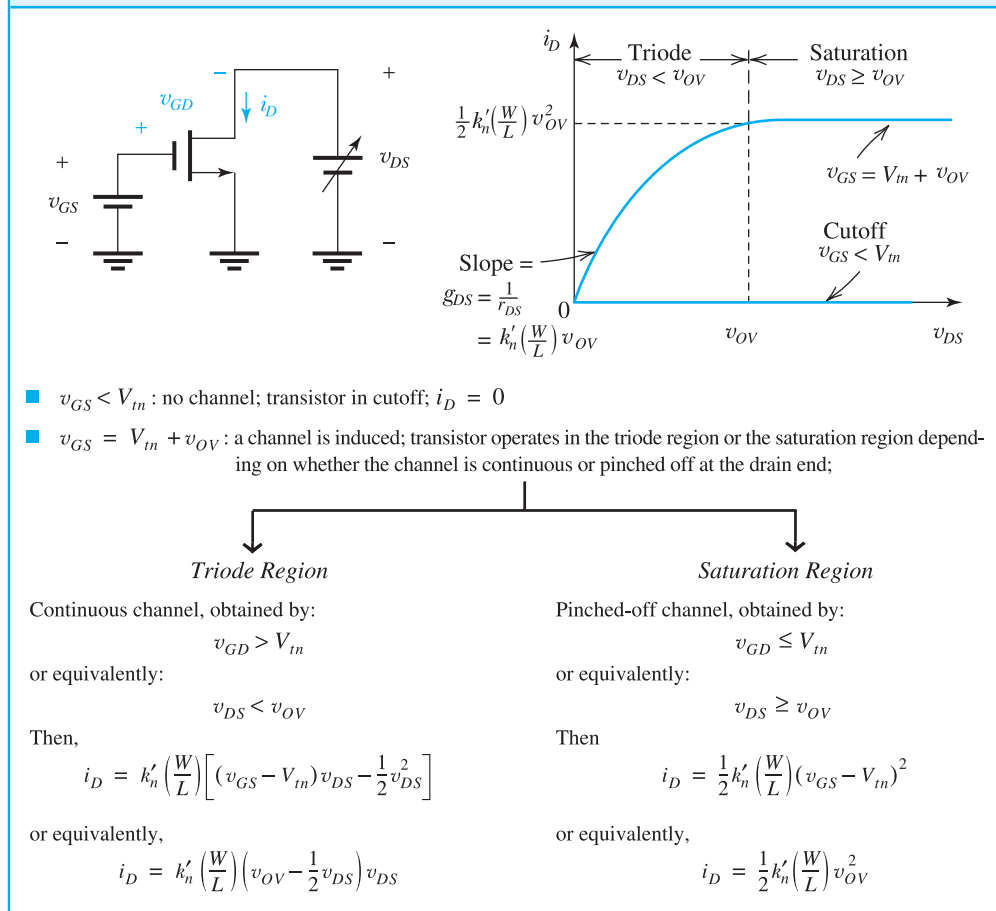 −
+
v_GD
i_D
+
+
v_GS
v_DS
−
−
i_D
Triode
v_DS < v_OV
Saturation
v_DS ≥ v_OV
½ k′_n (W/L) v²_OV
v_GS = V_tn + v_OV
Cutoff
v_GS < V_tn
Slope =
g_DS = 1/r_DS
= k′_n (W/L) v_OV
0
v_OV
v_DS
v_GS < V_tn : no channel; transistor in cutoff; i_D = 0
v_GS = V_tn + v_OV : a channel is induced; transistor operates in the triode region or the saturation region depend-
ing on whether the channel is continuous or pinched off at the drain end;
Triode Region
Continuous channel, obtained by:
v_GD > V_tn
or equivalently:
v_DS < v_OV
Then,
i_D = k′_n (W/L) [(v_GS − V_tn) v_DS − ½ v²_DS]
or equivalently,
i_D = k′_n (W/L) (v_OV − ½ v_DS) v_DS
Saturation Region
Pinched-off channel, obtained by:
v_GD ≤ V_tn
or equivalently:
v_DS ≥ v_OV
Then
i_D = ½ k′_n (W/L) (v_GS − V_tn)²
or equivalently,
i_D = ½ k′_n (W/L) v²_OV